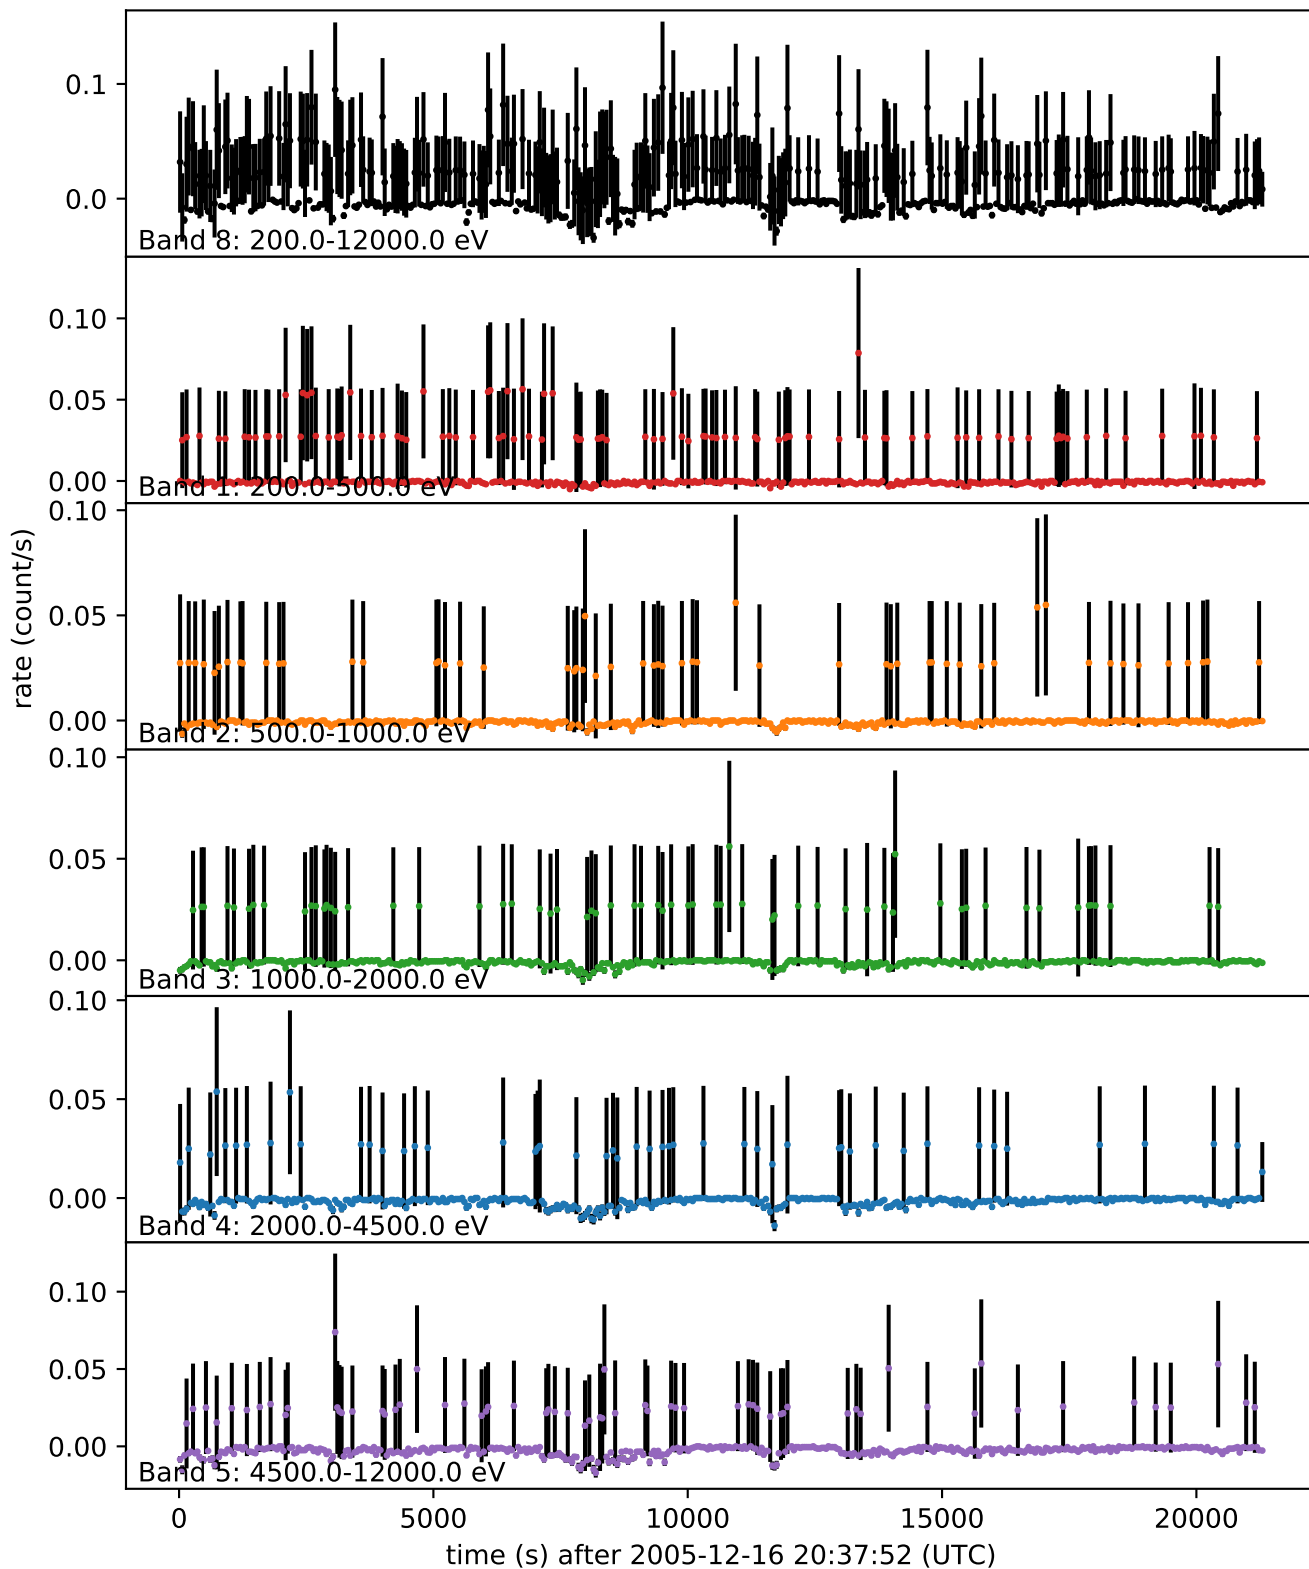 0.1
0.0
Band 8: 200.0-12000.0 eV
0.10
0.05
0.00
Band 1: 200.0-500.0 eV
0.10
0.05
0.00
Band 2: 500.0-1000.0 eV
rate (count/s)
0.10
0.05
0.00
Band 3: 1000.0-2000.0 eV
0.10
0.05
0.00
Band 4: 2000.0-4500.0 eV
0.10
0.05
0.00
Band 5: 4500.0-12000.0 eV
0 5000 10000 15000 20000
time (s) after 2005-12-16 20:37:52 (UTC)